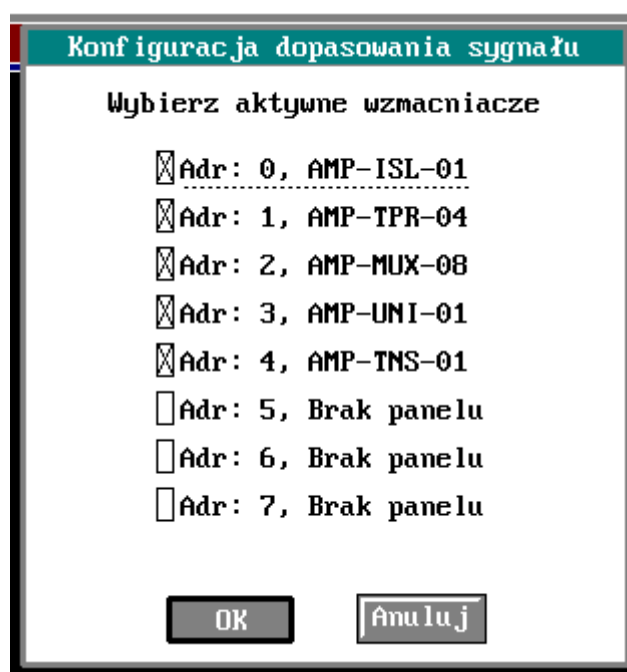 Konfiguracja dopasowania sygnału
Wybierz aktywne wzmacniacze
Adr: 0, AMP-ISL-01
Adr: 1, AMP-TPR-04
Adr: 2, AMP-MUX-08
Adr: 3, AMP-UNI-01
Adr: 4, AMP-TNS-01
Adr: 5, Brak panelu
Adr: 6, Brak panelu
Adr: 7, Brak panelu
OK
Anuluj